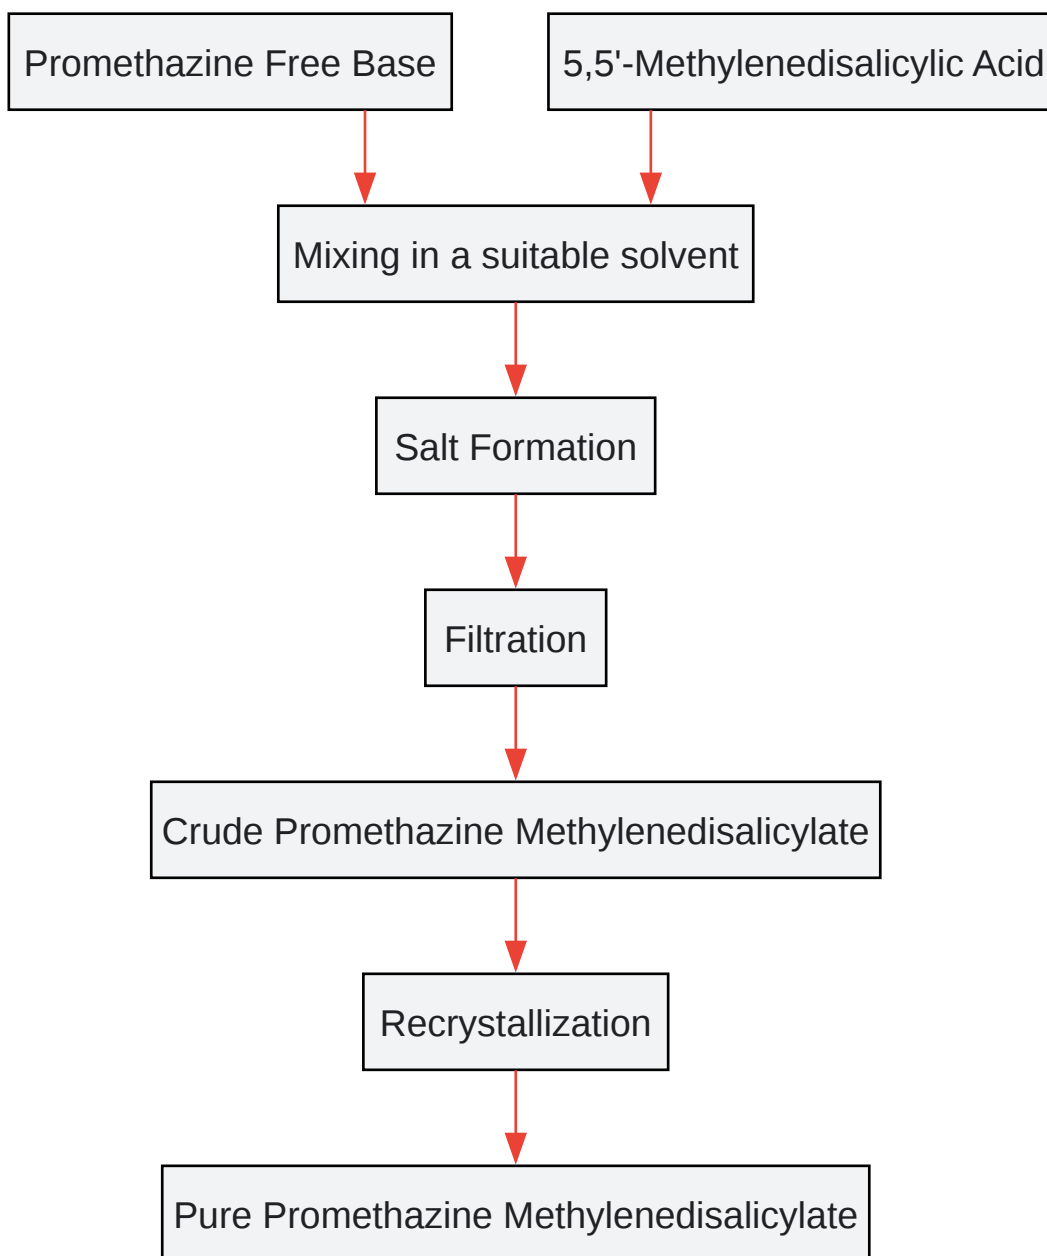 Promethazine Free Base
5,5'-Methylenedisalicylic Acid
Mixing in a suitable solvent
Salt Formation
Filtration
Crude Promethazine Methylenedisalicylate
Recrystallization
Pure Promethazine Methylenedisalicylate